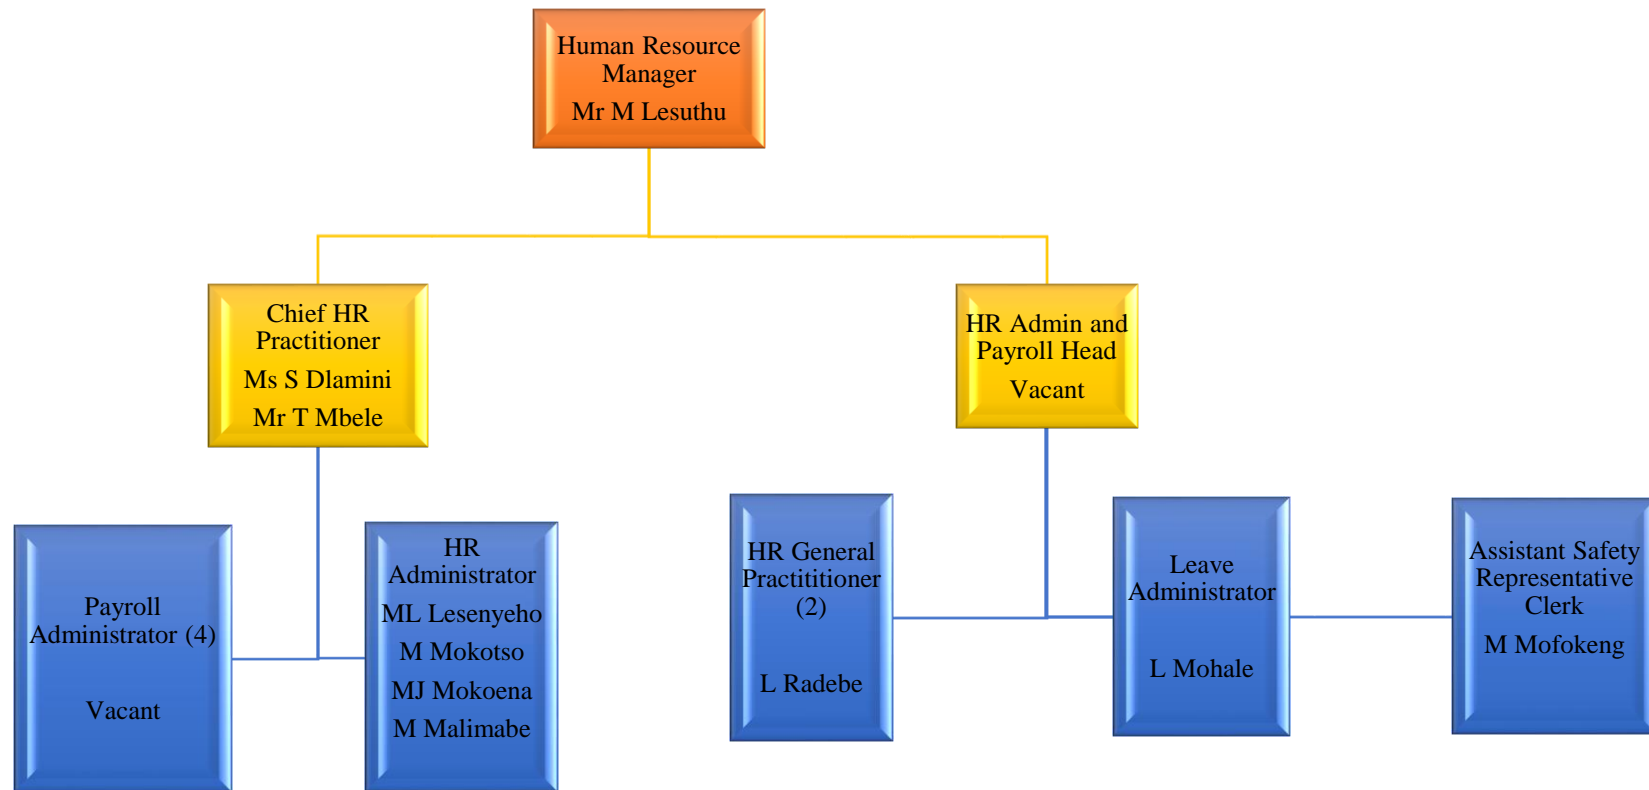 Human Resource
Manager
Mr M Lesuthu
Chief HR
Practitioner
Ms S Dlamini
Mr T Mbele
HR Admin and
Payroll Head
Vacant
Payroll
Administrator (4)
Vacant
HR
Administrator
ML Lesenyeho
M Mokotso
MJ Mokoena
M Malimabe
HR General
Practititioner
(2)
L Radebe
Leave
Administrator
L Mohale
Assistant Safety
Representative
Clerk
M Mofokeng